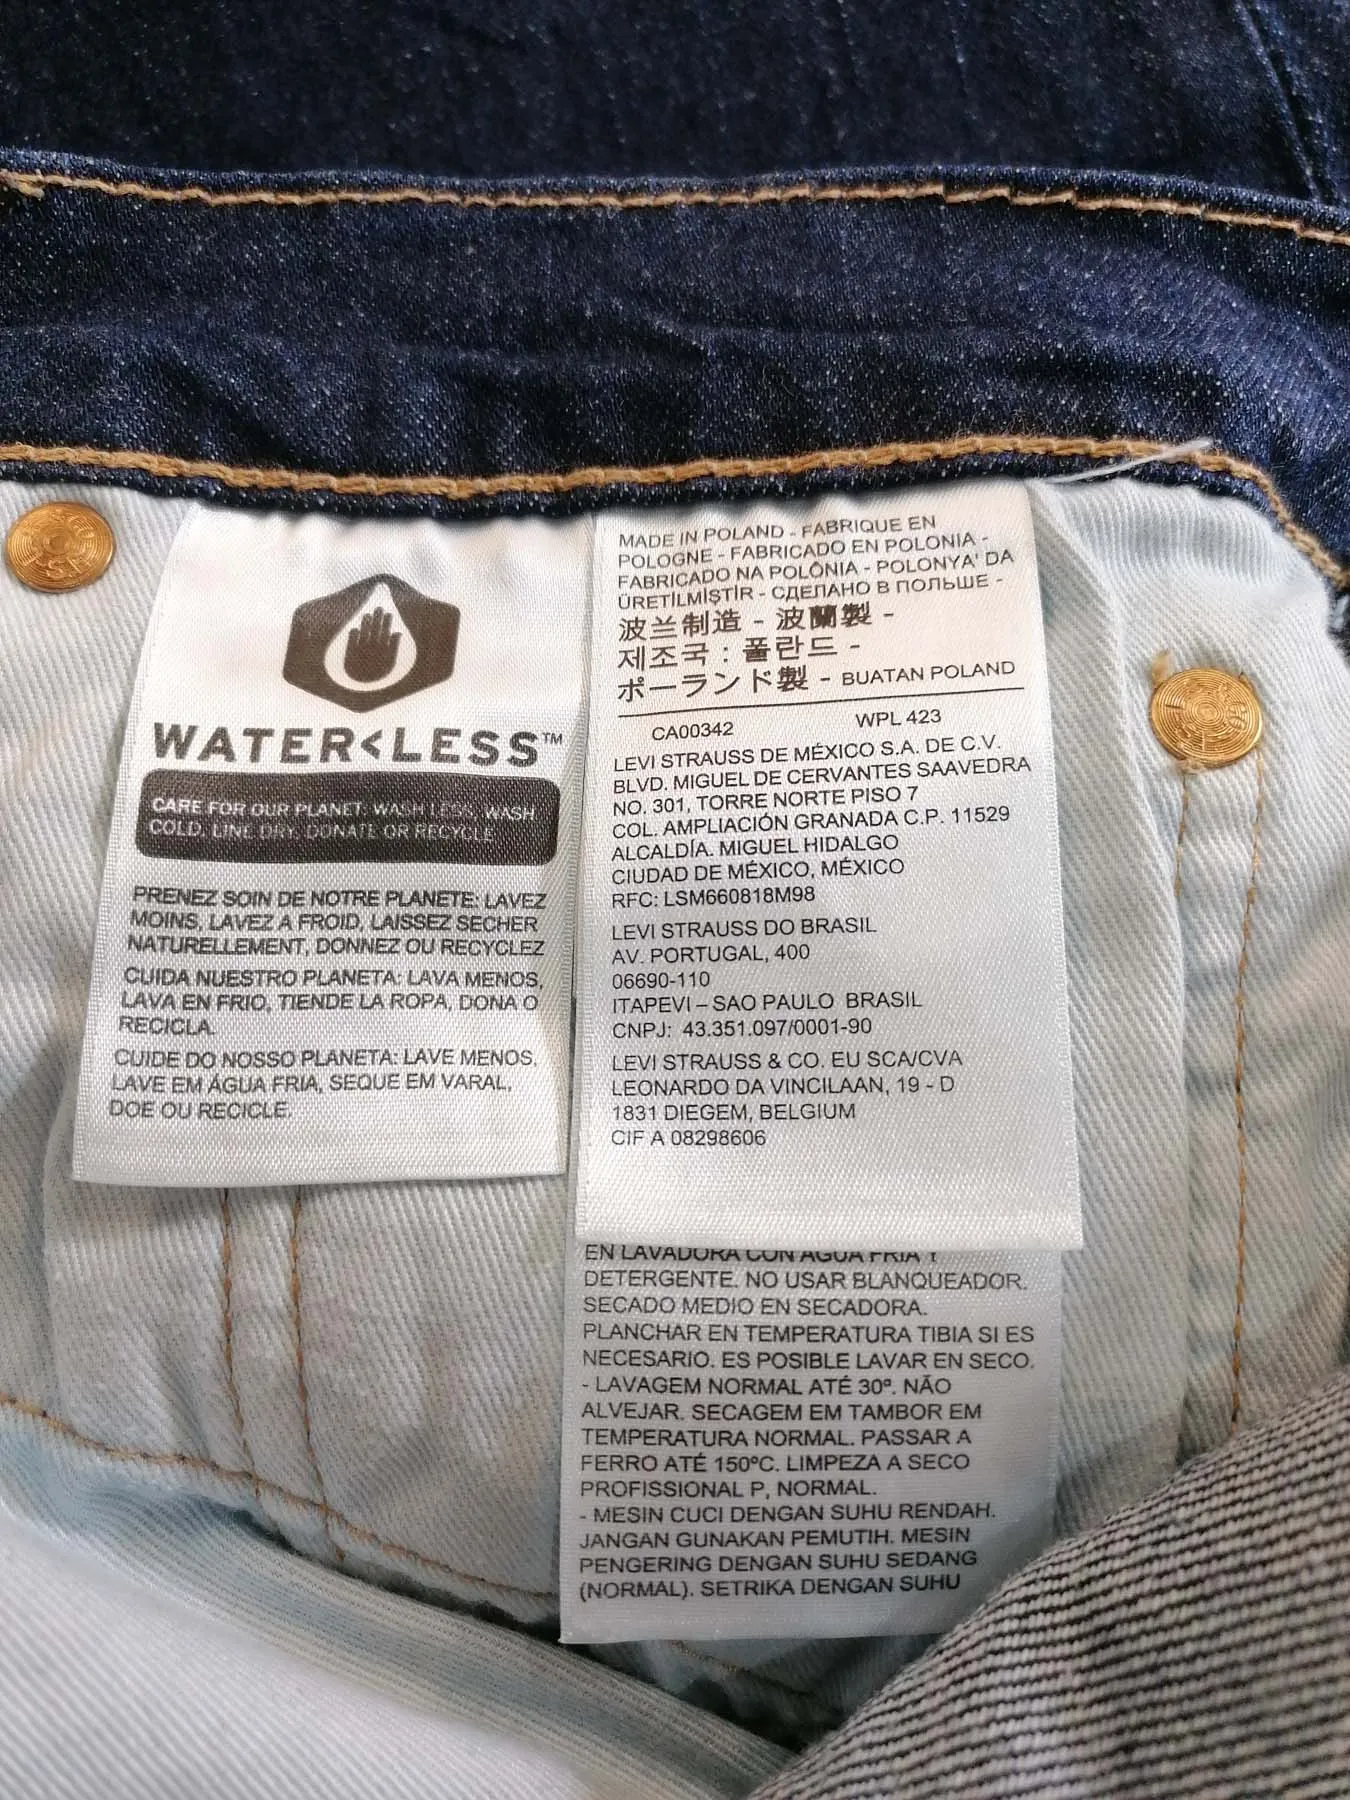 WATER<LESS™
CARE FOR OUR PLANET, WASH LESS, WASH
COLD, LINE DRY, DONATE OR RECYCLE
PRENEZ SOIN DE NOTRE PLANETE: LAVEZ
MOINS, LAVEZ A FROID, LAISSEZ SECHER
NATURELLEMENT, DONNEZ OU RECYCLEZ
CUIDA NUESTRO PLANETA: LAVA MENOS,
LAVA EN FRIO, TIENDE LA ROPA, DONA O
RECICLA.
CUIDE DO NOSSO PLANETA: LAVE MENOS,
LAVE EM ÁGUA FRIA, SEQUE EM VARAL,
DOE OU RECICLE.
MADE IN POLAND - FABRIQUE EN
POLOGNE - FABRICADO EN POLONIA -
FABRICADO NA POLÔNIA - POLONYA' DA
ÜRETİLMİŞTİR - СДЕЛАНО В ПОЛЬШЕ -
波兰制造 - 波蘭製 -
제조국 : 폴란드 -
ポーランド製 - BUATAN POLAND
CA00342 WPL 423
LEVI STRAUSS DE MÉXICO S.A. DE C.V.
BLVD. MIGUEL DE CERVANTES SAAVEDRA
NO. 301, TORRE NORTE PISO 7
COL. AMPLIACIÓN GRANADA C.P. 11529
ALCALDÍA. MIGUEL HIDALGO
CIUDAD DE MÉXICO, MÉXICO
RFC: LSM660818M98
LEVI STRAUSS DO BRASIL
AV. PORTUGAL, 400
06690-110
ITAPEVI – SAO PAULO BRASIL
CNPJ: 43.351.097/0001-90
LEVI STRAUSS & CO. EU SCA/CVA
LEONARDO DA VINCILAAN, 19 - D
1831 DIEGEM, BELGIUM
CIF A 08298606
EN LAVADORA CON AGUA FRIA Y
DETERGENTE. NO USAR BLANQUEADOR.
SECADO MEDIO EN SECADORA.
PLANCHAR EN TEMPERATURA TIBIA SI ES
NECESARIO. ES POSIBLE LAVAR EN SECO.
- LAVAGEM NORMAL ATÉ 30º. NÃO
ALVEJAR. SECAGEM EM TAMBOR EM
TEMPERATURA NORMAL. PASSAR A
FERRO ATÉ 150ºC. LIMPEZA A SECO
PROFISSIONAL P, NORMAL.
- MESIN CUCI DENGAN SUHU RENDAH.
JANGAN GUNAKAN PEMUTIH. MESIN
PENGERING DENGAN SUHU SEDANG
(NORMAL). SETRIKA DENGAN SUHU